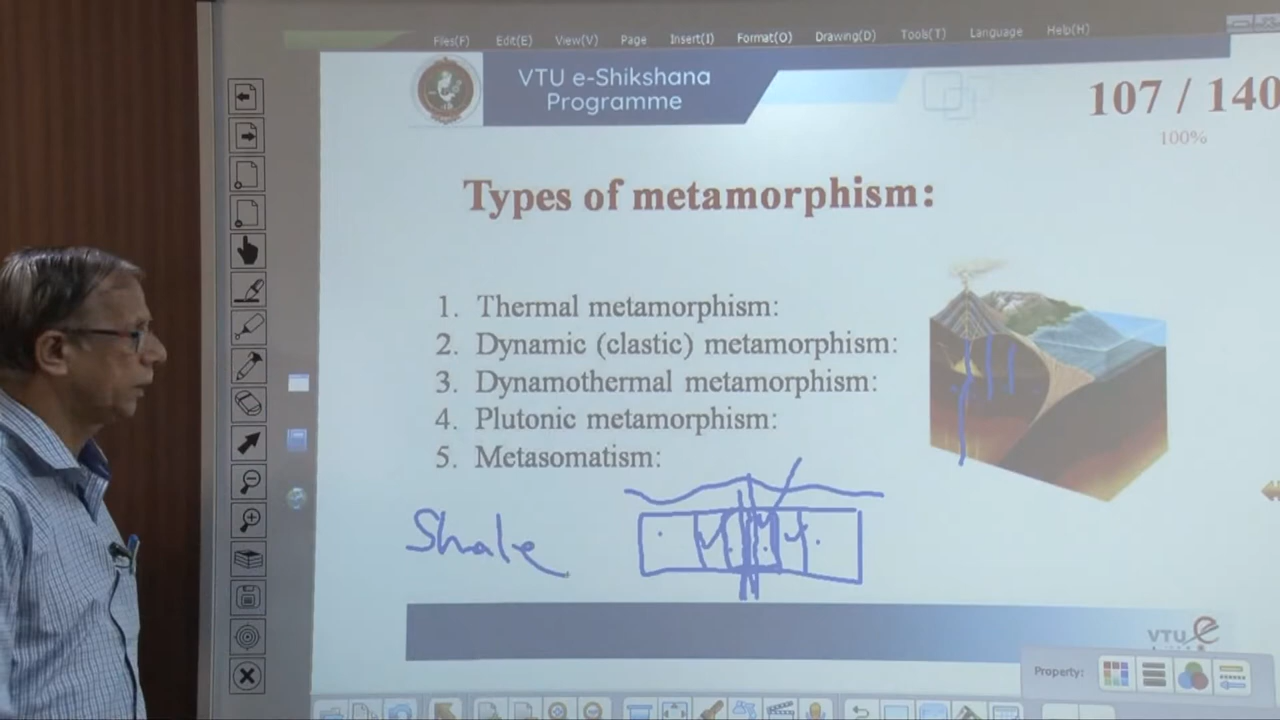 Files(F) Edit(E) View(V) Page Insert(I) Format(O) Drawing(D) Tools(T) Language Help(H)
VTU e-Shikshana
Programme
107 / 140
100%
Types of metamorphism:
1. Thermal metamorphism:
2. Dynamic (clastic) metamorphism:
3. Dynamothermal metamorphism:
4. Plutonic metamorphism:
5. Metasomatism:
Shale
VTU e
Property: